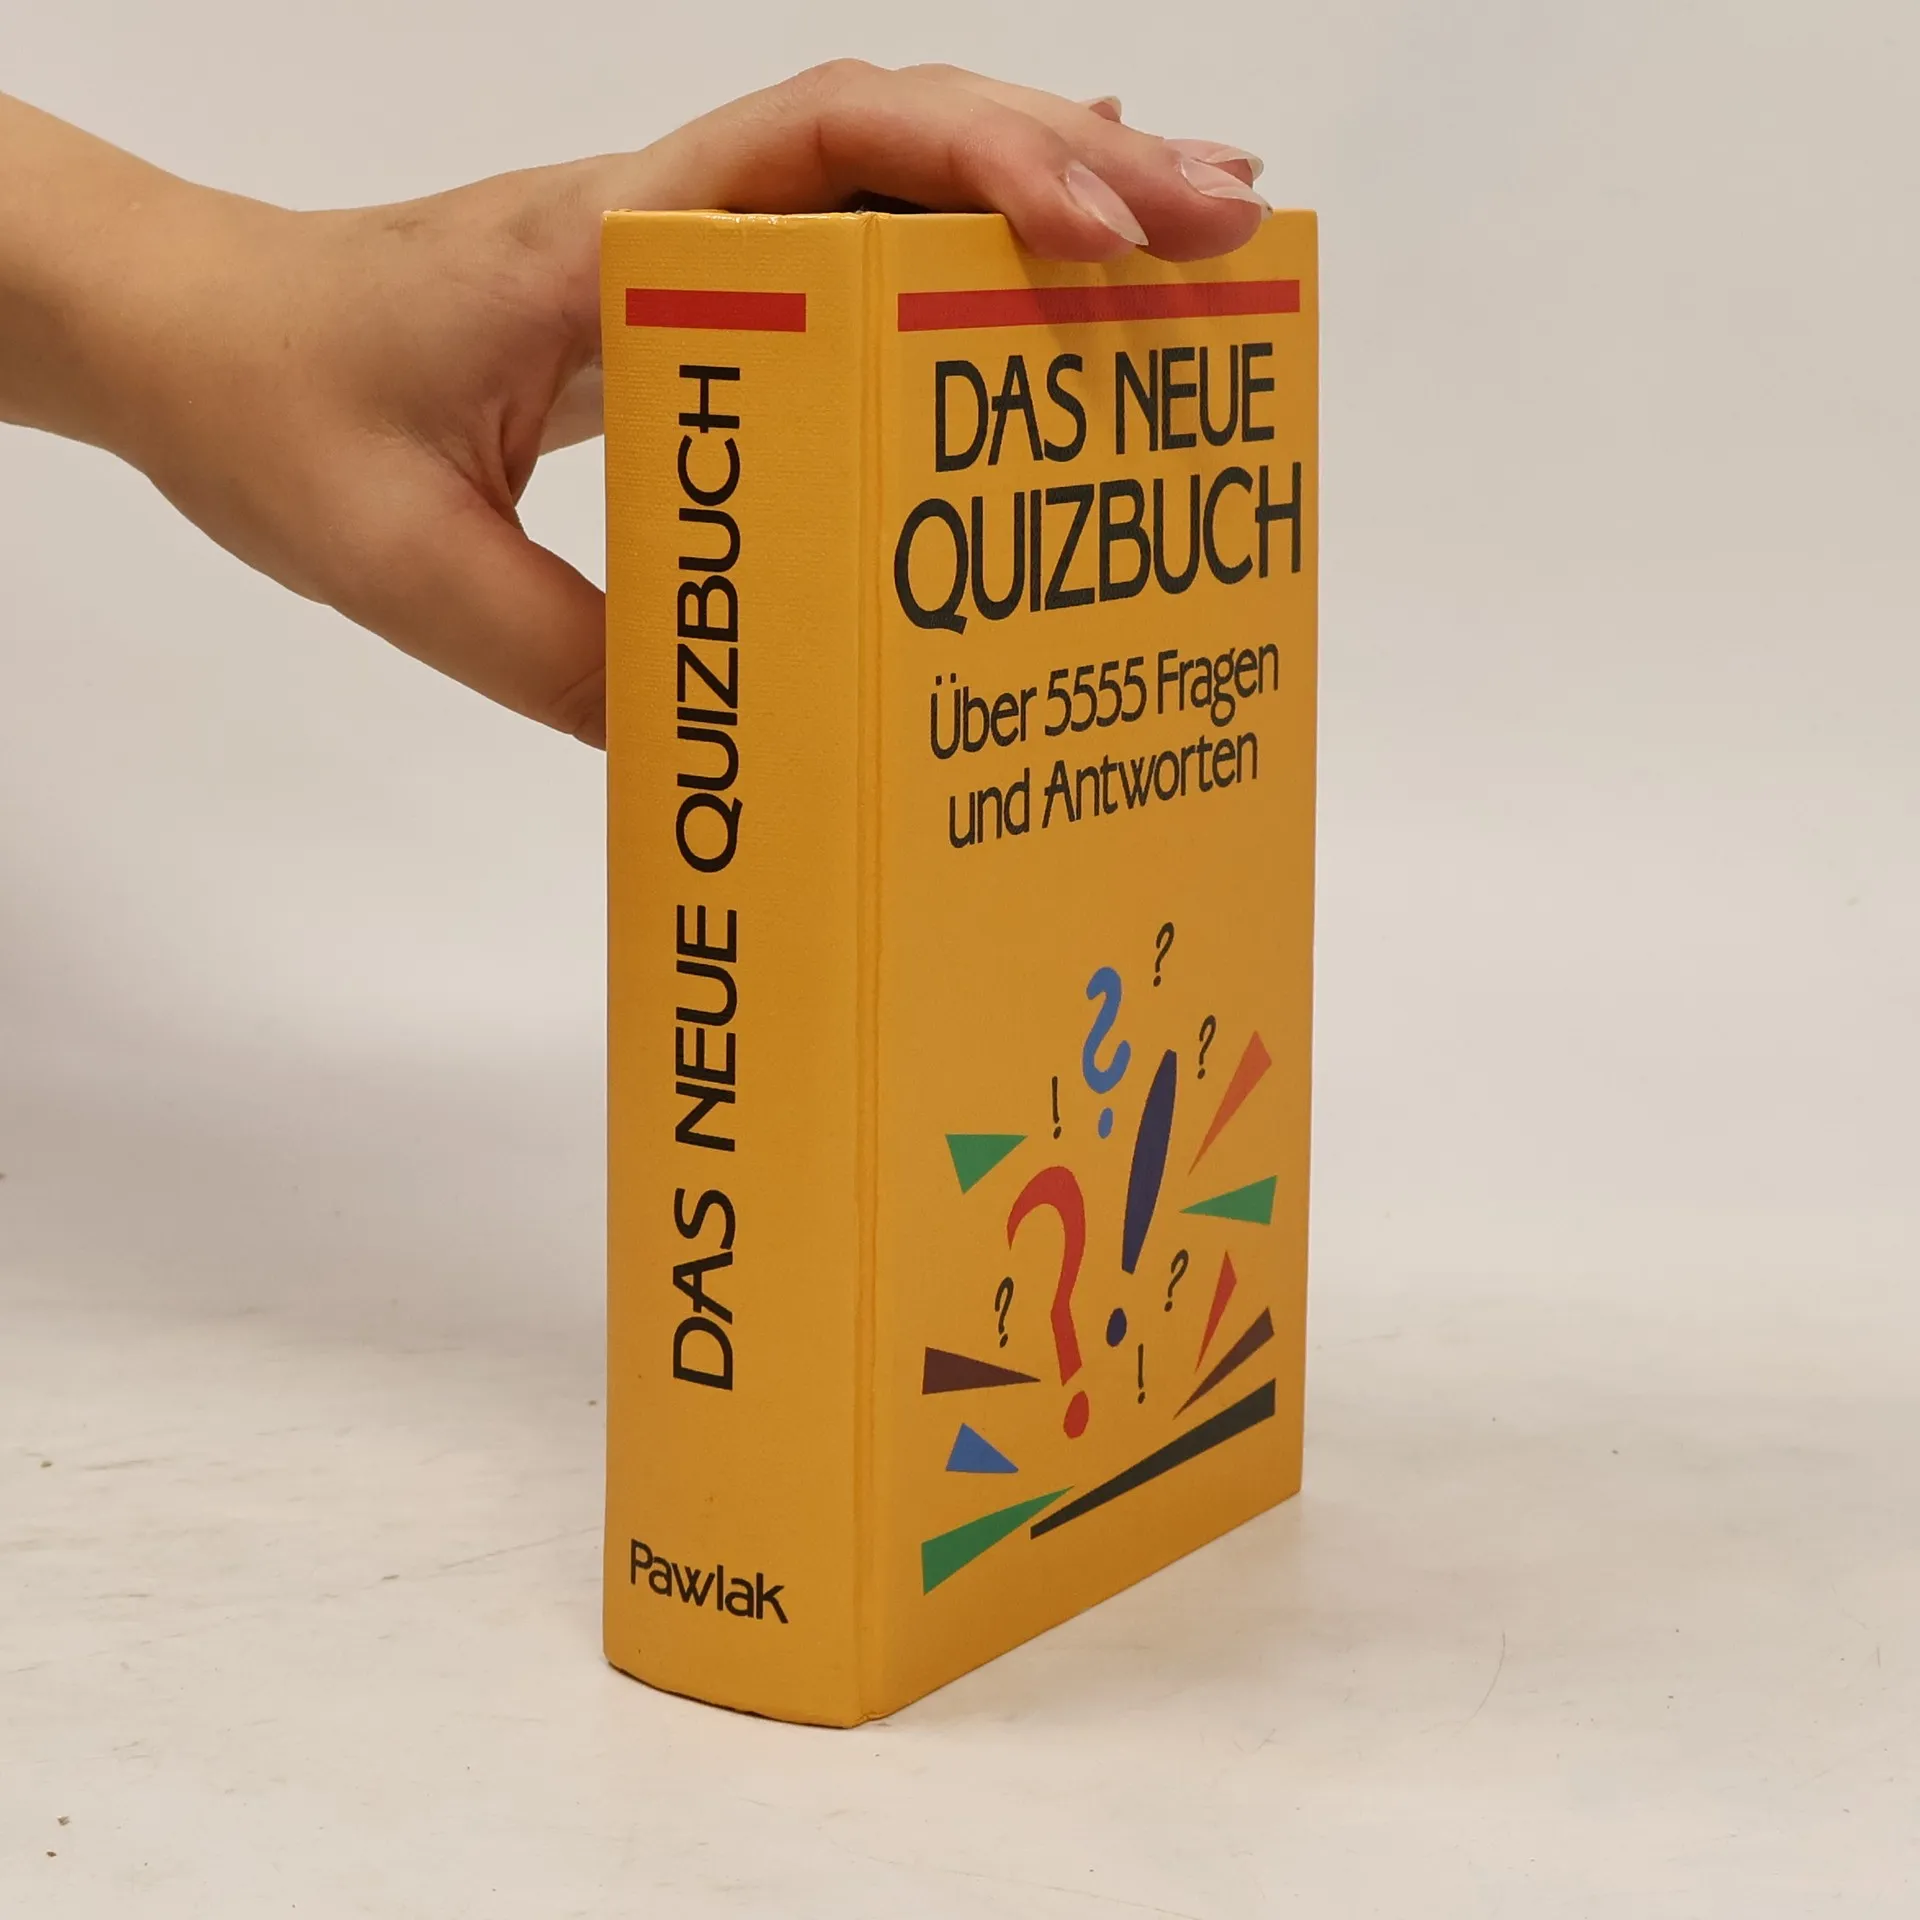 DAS NEUE QUIZBUCH
Pawlak
DAS NEUE
QUIZBUCH
Über 5555 Fragen
und Antworten
?
?
?
!
?
!
?
?
!